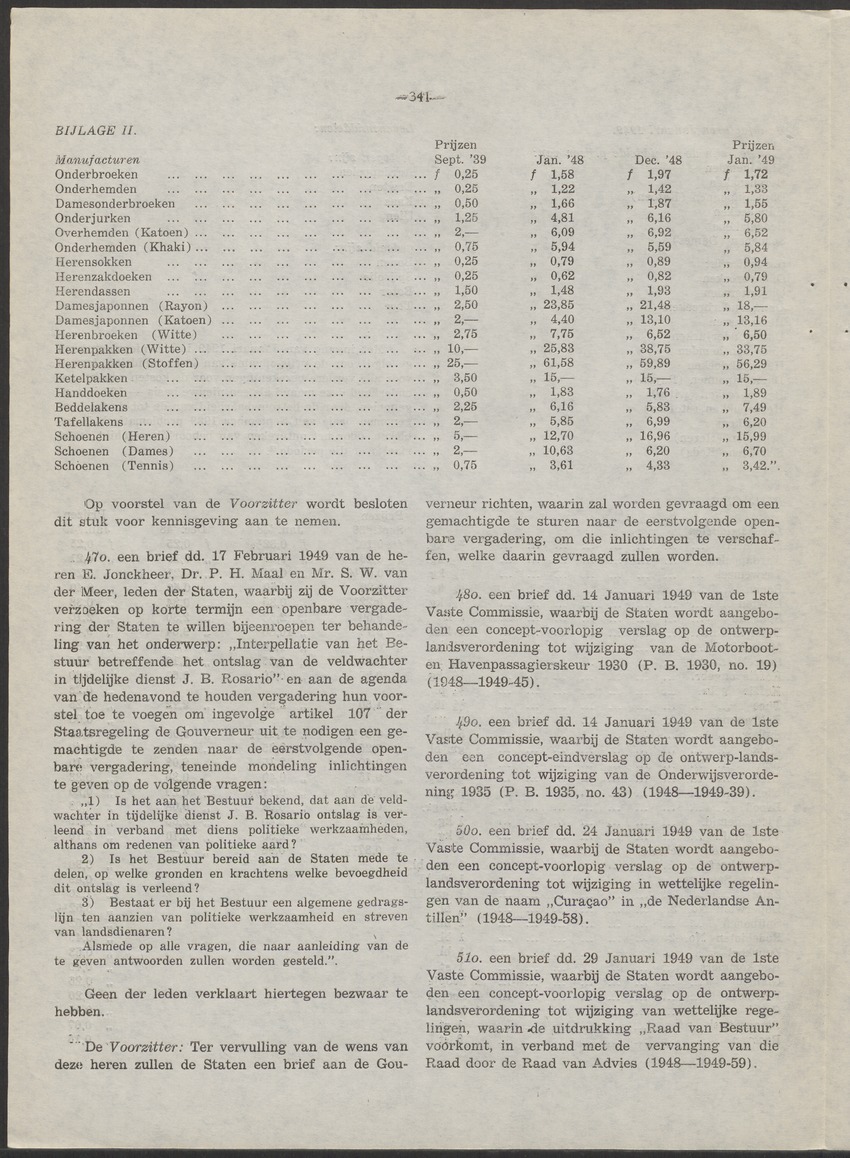 —341—
BIJLAGE II.
Prijzen Prijzen
Manufacturen Sept. '39 Jan. '48 Dec. '48 Jan. '49
Onderbroeken ... ... ... ... ... ... ... ... ... ... f 0,25 f 1,58 f 1,97 f 1,72
Onderhemden ... ... ... ... ... ... ... ... ... ... „ 0,25 „ 1,22 „ 1,42 „ 1,33
Damesonderbroeken ... ... ... ... ... ... ... ... ... „ 0,50 „ 1,66 „ 1,87 „ 1,55
Onderjurken ... ... ... ... ... ... ... ... ... ... „ 1,25 „ 4,81 „ 6,16 „ 5,80
Overhemden (Katoen) ... ... ... ... ... ... ... ... ... „ 2,— „ 6,09 „ 6,92 „ 6,52
Onderhemden (Khaki) ... ... ... ... ... ... ... ... ... „ 0,75 „ 5,94 „ 5,59 „ 5,84
Herensokken ... ... ... ... ... ... ... ... ... ... „ 0,25 „ 0,79 „ 0,89 „ 0,94
Herenzakdoeken ... ... ... ... ... ... ... ... ... ... „ 0,25 „ 0,62 „ 0,82 „ 0,79
Herendassen ... ... ... ... ... ... ... ... ... ... „ 1,50 „ 1,48 „ 1,93 „ 1,91
Damesjaponnen (Rayon) ... ... ... ... ... ... ... ... „ 2,50 „ 23,85 „ 21,48 „ 18,—
Damesjaponnen (Katoen) ... ... ... ... ... ... ... ... „ 2,— „ 4,40 „ 13,10 „ 13,16
Herenbroeken (Witte) ... ... ... ... ... ... ... ... „ 2,75 „ 7,75 „ 6,52 „ 6,50
Herenpakken (Witte) ... ... ... ... ... ... ... ... ... „ 10,— „ 25,83 „ 38,75 „ 33,75
Herenpakken (Stoffen) ... ... ... ... ... ... ... ... „ 25,— „ 61,58 „ 59,89 „ 56,29
Ketelpakken ... ... ... ... ... ... ... ... ... ... „ 3,50 „ 15,— „ 15,— „ 15,—
Handdoeken ... ... ... ... ... ... ... ... ... ... „ 0,50 „ 1,83 „ 1,76 „ 1,89
Beddelakens ... ... ... ... ... ... ... ... ... ... „ 2,25 „ 6,16 „ 5,83 „ 7,49
Tafellakens ... ... ... ... ... ... ... ... ... ... ... „ 2,— „ 5,85 „ 6,99 „ 6,20
Schoenen (Heren) ... ... ... ... ... ... ... ... ... „ 5,— „ 12,70 „ 16,96 „ 15,99
Schoenen (Dames) ... ... ... ... ... ... ... ... ... „ 2,— „ 10,63 „ 6,20 „ 6,70
Schoenen (Tennis) ... ... ... ... ... ... ... ... ... „ 0,75 „ 3,61 „ 4,33 „ 3,42.”.
Op voorstel van de Voorzitter wordt besloten
dit stuk voor kennisgeving aan te nemen.
47o. een brief dd. 17 Februari 1949 van de he-
ren E. Jonckheer, Dr. P. H. Maal en Mr. S. W. van
der Meer, leden der Staten, waarbij zij de Voorzitter
verzoeken op korte termijn een openbare vergade-
ring der Staten te willen bijeenroepen ter behande-
ling van het onderwerp: „Interpellatie van het Be-
stuur betreffende het ontslag van de veldwachter
in tijdelijke dienst J. B. Rosario” en aan de agenda
van de hedenavond te houden vergadering hun voor-
stel toe te voegen om ingevolge artikel 107 der
Staatsregeling de Gouverneur uit te nodigen een ge-
machtigde te zenden naar de eerstvolgende open-
bare vergadering, teneinde mondeling inlichtingen
te geven op de volgende vragen:
„1) Is het aan het Bestuur bekend, dat aan de veld-
wachter in tijdelijke dienst J. B. Rosario ontslag is ver-
leend in verband met diens politieke werkzaamheden,
althans om redenen van politieke aard?
2) Is het Bestuur bereid aan de Staten mede te
delen, op welke gronden en krachtens welke bevoegdheid
dit ontslag is verleend?
3) Bestaat er bij het Bestuur een algemene gedrags-
lijn ten aanzien van politieke werkzaamheid en streven
van landsdienaren?
Alsmede op alle vragen, die naar aanleiding van de
te geven antwoorden zullen worden gesteld.”.
Geen der leden verklaart hiertegen bezwaar te
hebben.
De Voorzitter: Ter vervulling van de wens van
deze heren zullen de Staten een brief aan de Gou-
verneur richten, waarin zal worden gevraagd om een
gemachtigde te sturen naar de eerstvolgende open-
bare vergadering, om die inlichtingen te verschaf-
fen, welke daarin gevraagd zullen worden.
48o. een brief dd. 14 Januari 1949 van de 1ste
Vaste Commissie, waarbij de Staten wordt aangebo-
den een concept-voorlopig verslag op de ontwerp-
landsverordening tot wijziging van de Motorboot-
en Havenpassagierskeur 1930 (P. B. 1930, no. 19)
(1948—1949-45).
49o. een brief dd. 14 Januari 1949 van de 1ste
Vaste Commissie, waarbij de Staten wordt aangebo-
den een concept-eindverslag op de ontwerp-lands-
verordening tot wijziging van de Onderwijsverorde-
ning 1935 (P. B. 1935, no. 43) (1948—1949-39).
50o. een brief dd. 24 Januari 1949 van de 1ste
Vaste Commissie, waarbij de Staten wordt aangebo-
den een concept-voorlopig verslag op de ontwerp-
landsverordening tot wijziging in wettelijke regelin-
gen van de naam „Curaçao” in „de Nederlandse An-
tillen” (1948—1949-58).
51o. een brief dd. 29 Januari 1949 van de 1ste
Vaste Commissie, waarbij de Staten wordt aangebo-
den een concept-voorlopig verslag op de ontwerp-
landsverordening tot wijziging van wettelijke rege-
lingen, waarin de uitdrukking „Raad van Bestuur”
voorkomt, in verband met de vervanging van die
Raad door de Raad van Advies (1948—1949-59).